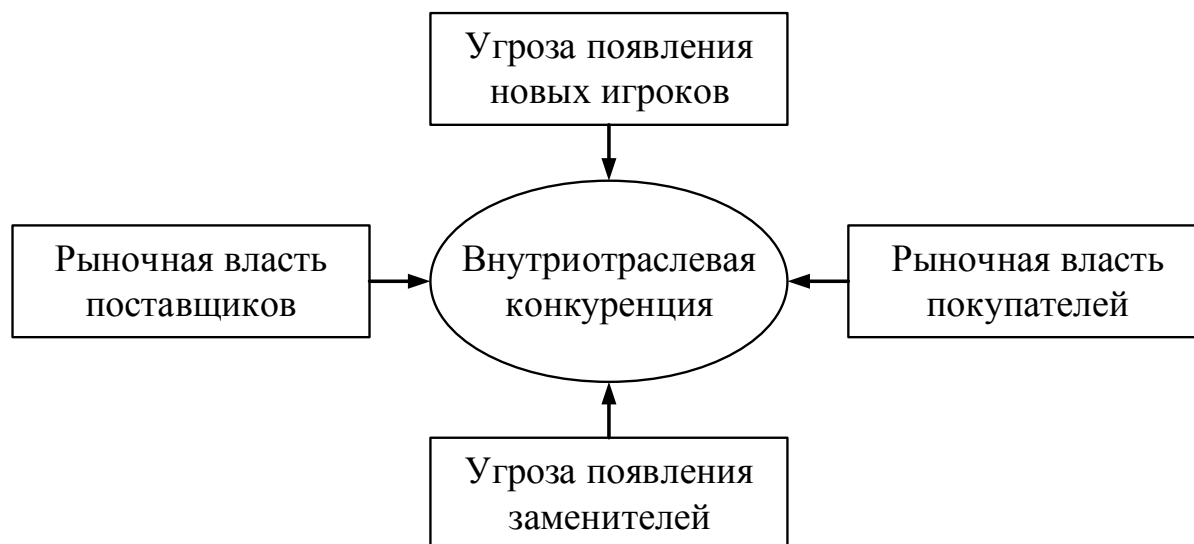 Угроза появления
новых игроков
Рыночная власть
поставщиков
Внутриотраслевая
конкуренция
Рыночная власть
покупателей
Угроза появления
заменителей